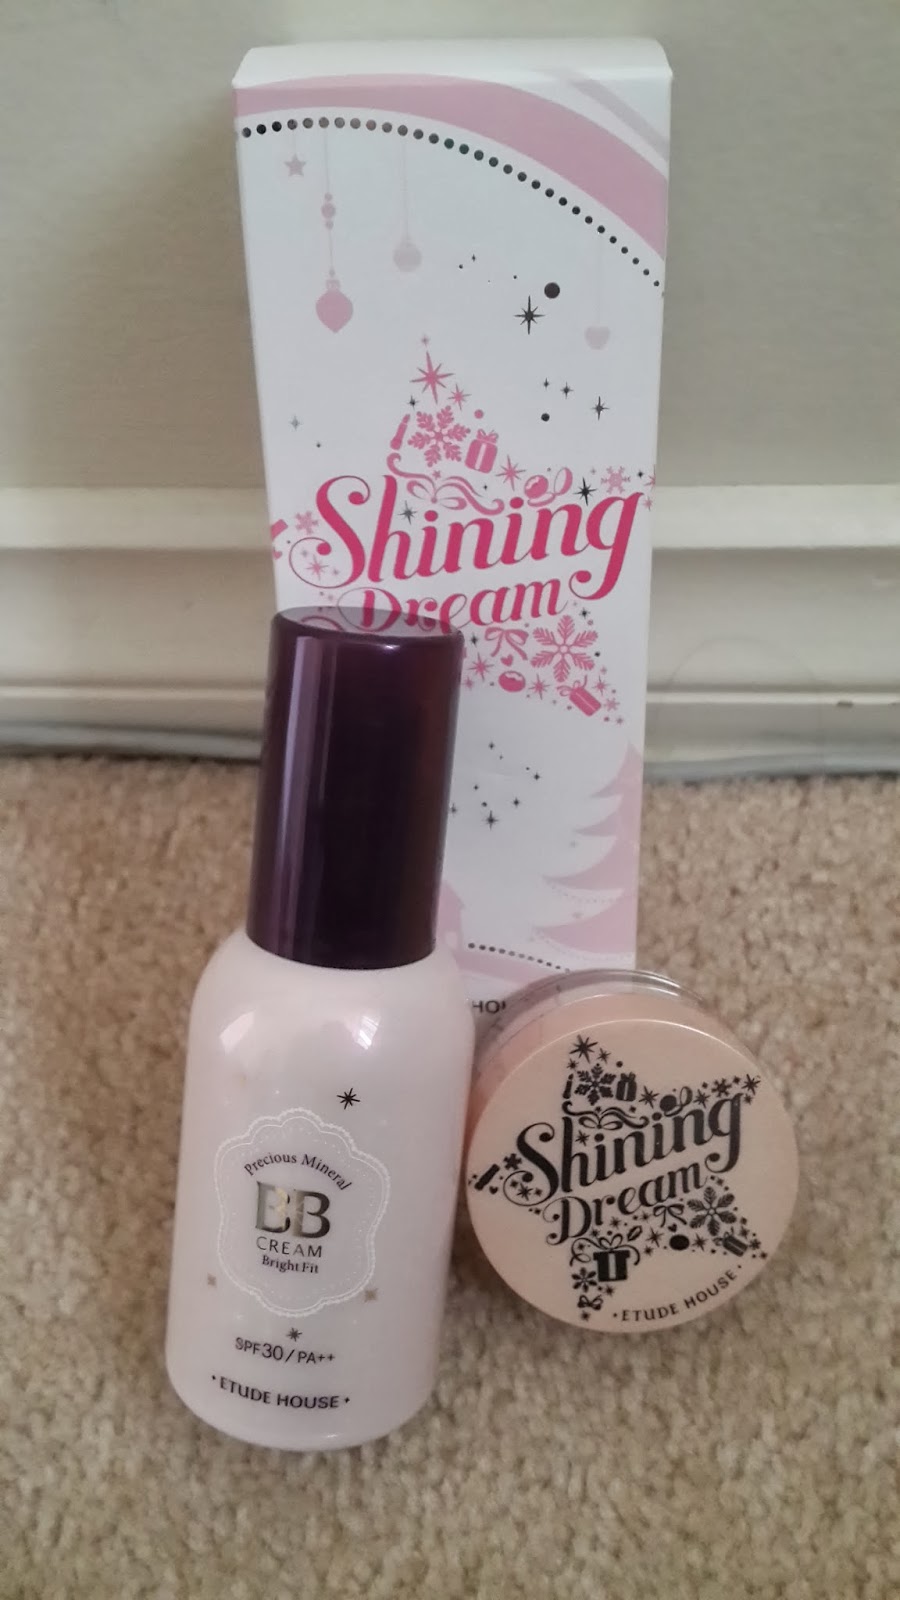 Shining
Dream
Precious Mineral
BB
CREAM
Bright Fit
SPF30/PA++
·ETUDE HOUSE·
Shining
Dream
·ETUDE HOUSE·